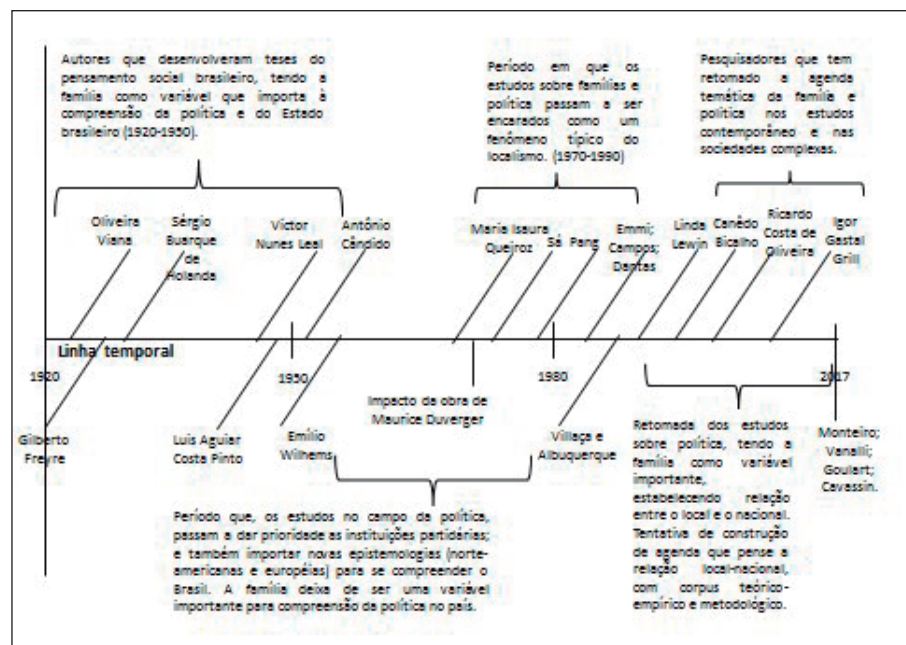 Autores que desenvolveram teses do
pensamento social brasileiro, tendo a
família como variável que importa à
compreensão da política e do Estado
brasileiro (1920-1950).
Período em que os
estudos sobre famílias e
política passam a ser
encarados como um
fenômeno típico do
localismo. (1970-1990)
Pesquisadores que tem
retomado a agenda
temática da família e
política nos estudos
contemporâneo e nas
sociedades complexas.
Oliveira
Viana
Sérgio
Buarque
de
Holanda
Victor
Nunes Leal
Antônio
Cândido
Maria Isaura
Queiroz
Sá
Pang
Emmi;
Campos;
Dantas
Linda
Lewin
Canêdo
Bicalho
Ricardo
Costa de
Oliveira
Igor
Gastal
Grill
Linha temporal
1920
1950
1980
2017
Impacto da obra de
Maurice Duverger
Gilberto
Freyre
Luis Aguiar
Costa Pinto
Emílio
Wilhems
Villaça e
Albuquerque
Monteiro;
Vanalli;
Goulart;
Cavassin.
Período que, os estudos no campo da política,
passam a dar prioridade as instituições partidárias;
e também importar novas epistemologias (norte-
americanas e européias) para se compreender o
Brasil. A família deixa de ser uma variável
importante para compreensão da política no país.
Retomada dos estudos
sobre política, tendo a
família como variável
importante,
estabelecendo relação
entre o local e o nacional.
Tentativa de construção
de agenda que pense a
relação local-nacional,
com corpus teórico-
empírico e metodológico.